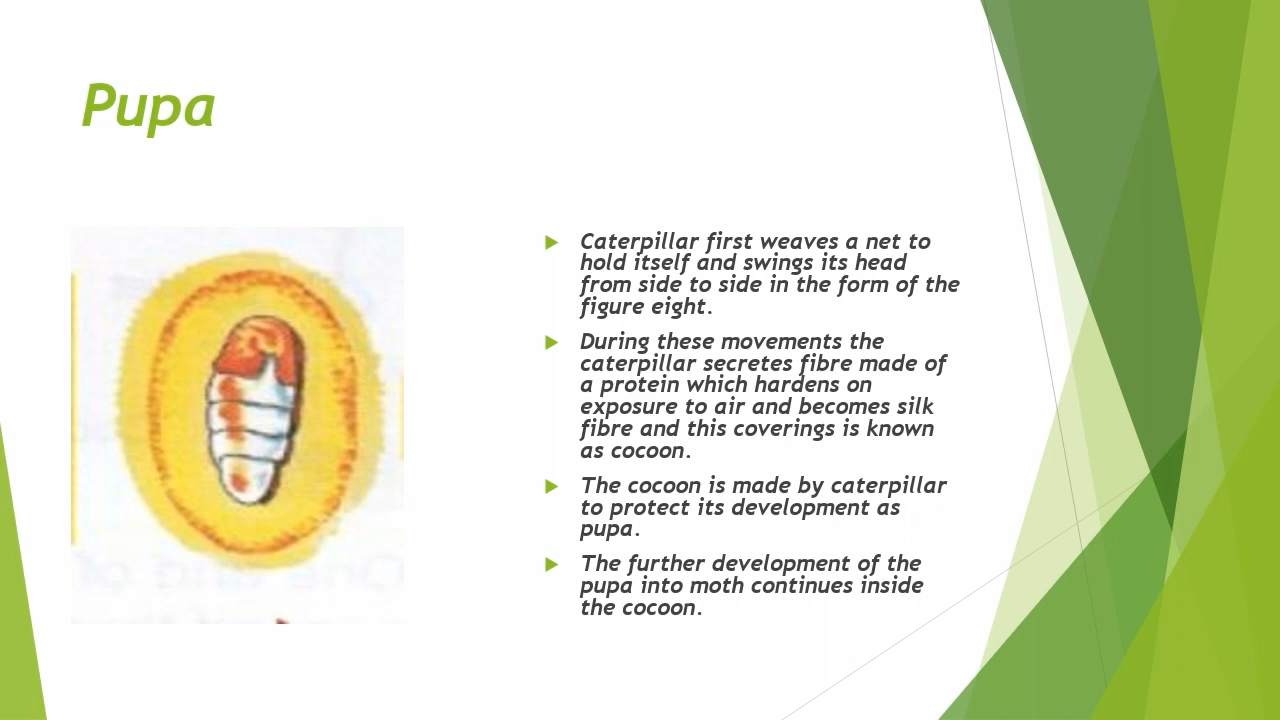 Pupa
Caterpillar first weaves a net to
hold itself and swings its head
from side to side in the form of the
figure eight.
During these movements the
caterpillar secretes fibre made of
a protein which hardens on
exposure to air and becomes silk
fibre and this coverings is known
as cocoon.
The cocoon is made by caterpillar
to protect its development as
pupa.
The further development of the
pupa into moth continues inside
the cocoon.